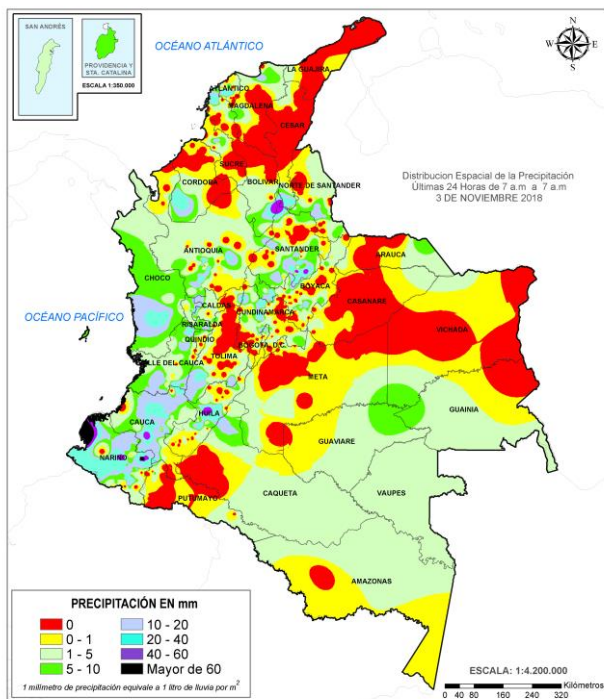 SAN ANDRÉS
PROVIDENCIA Y
STA. CATALINA
ESCALA 1:350.000
OCÉANO ATLÁNTICO
N
W E
S
LA GUAJIRA
ATLANTICO
MAGDALENA
CESAR
SUCRE
Distribucion Espacial de la Precipitación
Últimas 24 Horas de 7 a.m a 7 a.m
3 DE NOVIEMBRE 2018
CORDOBA
BOLIVAR
NORTE DE SANTANDER
ANTIOQUIA
SANTANDER
ARAUCA
CHOCO
BOYACA
CASANARE
OCÉANO PACÍFICO
CALDAS
CUNDINAMARCA
RISARALDA
VICHADA
QUINDIO
BOGOTA, D.C.
TOLIMA
VALLE DEL CAUCA
META
GUAINIA
HUILA
CAUCA
GUAVIARE
NARIÑO
PUTUMAYO
CAQUETA
VAUPES
AMAZONAS
PRECIPITACIÓN EN mm
0
10 - 20
0 - 1
20 - 40
1 - 5
40 - 60
5 - 10
Mayor de 60
1 milímetro de precipitación equivale a 1 litro de lluvia por m2
ESCALA: 1:4.200.000
Kilómetros
0 40 80 160 240 320